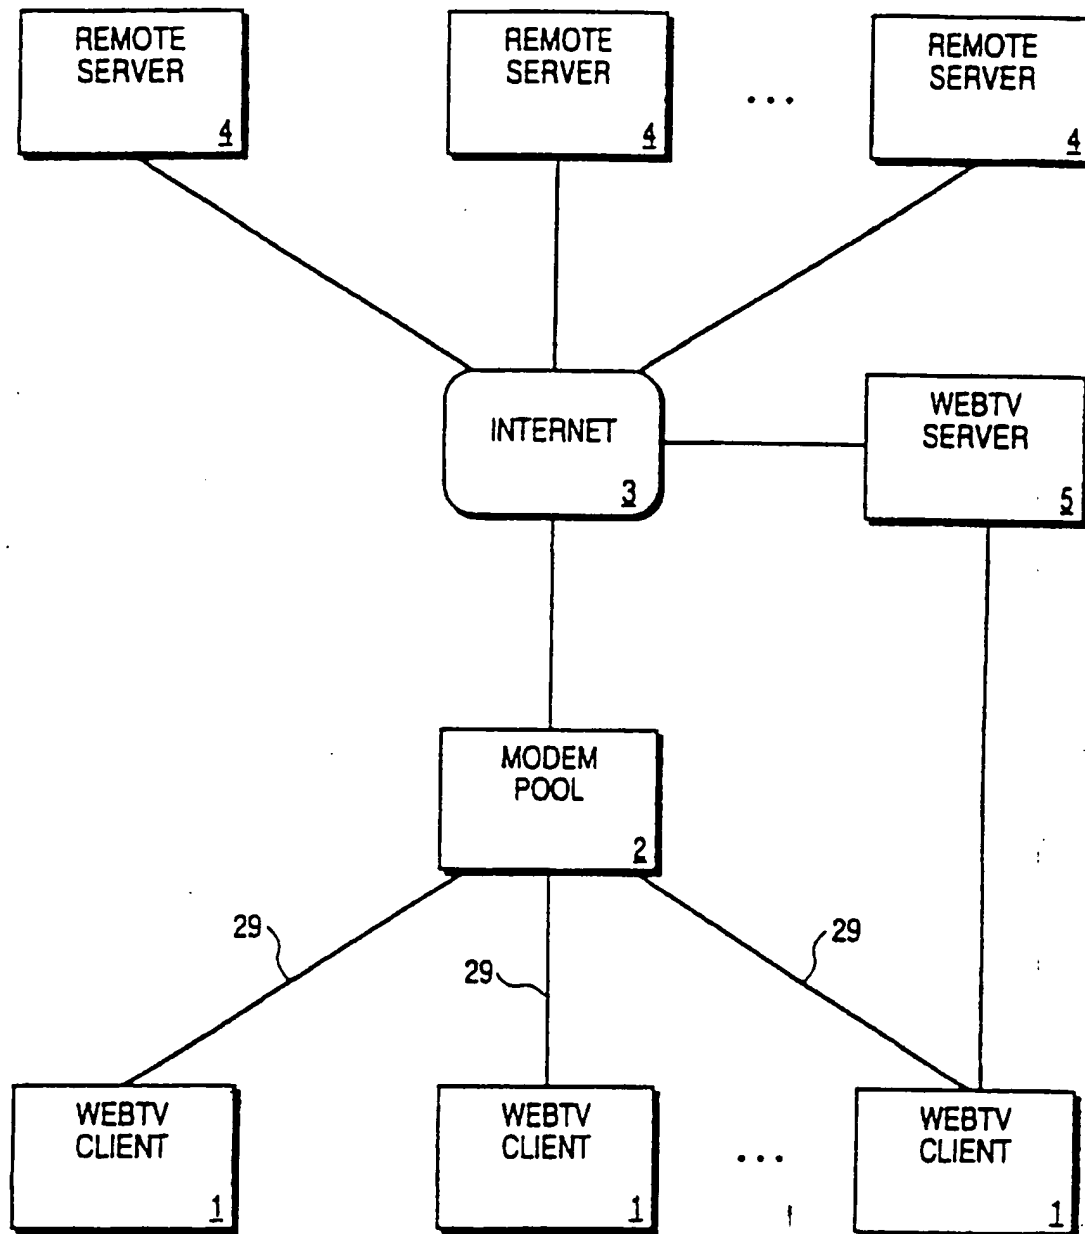 REMOTE
SERVER
4
REMOTE
SERVER
4
...
REMOTE
SERVER
4
INTERNET
3
WEBTV
SERVER
5
MODEM
POOL
2
29
29
29
WEBTV
CLIENT
1
WEBTV
CLIENT
1
...
WEBTV
CLIENT
1